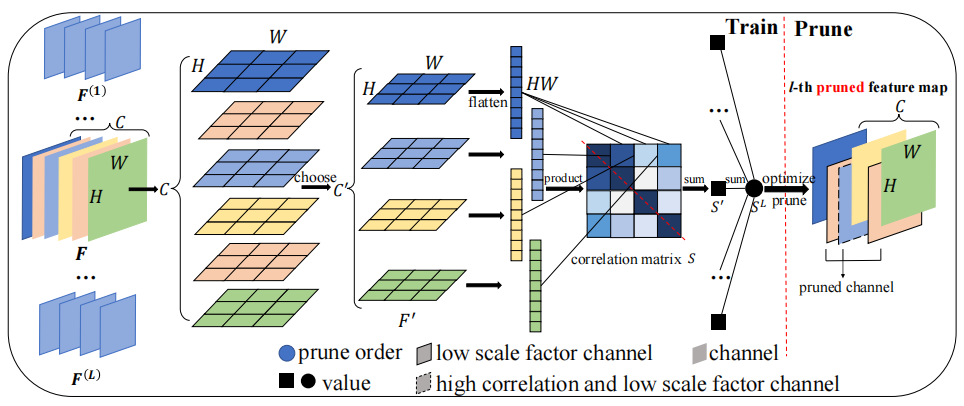 Train
Prune
F(1)
...
C
W
H
F
...
F(L)
C
W
H
choose
C'
W
H
flatten
HW
F'
product
correlation matrix S
sum
S'
sum
S^L
...
...
optimize
prune
l-th pruned feature map
C
W
H
pruned channel
prune order
low scale factor channel
channel
value
high correlation and low scale factor channel